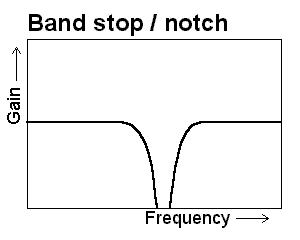 Band stop / notch
Gain
Frequency